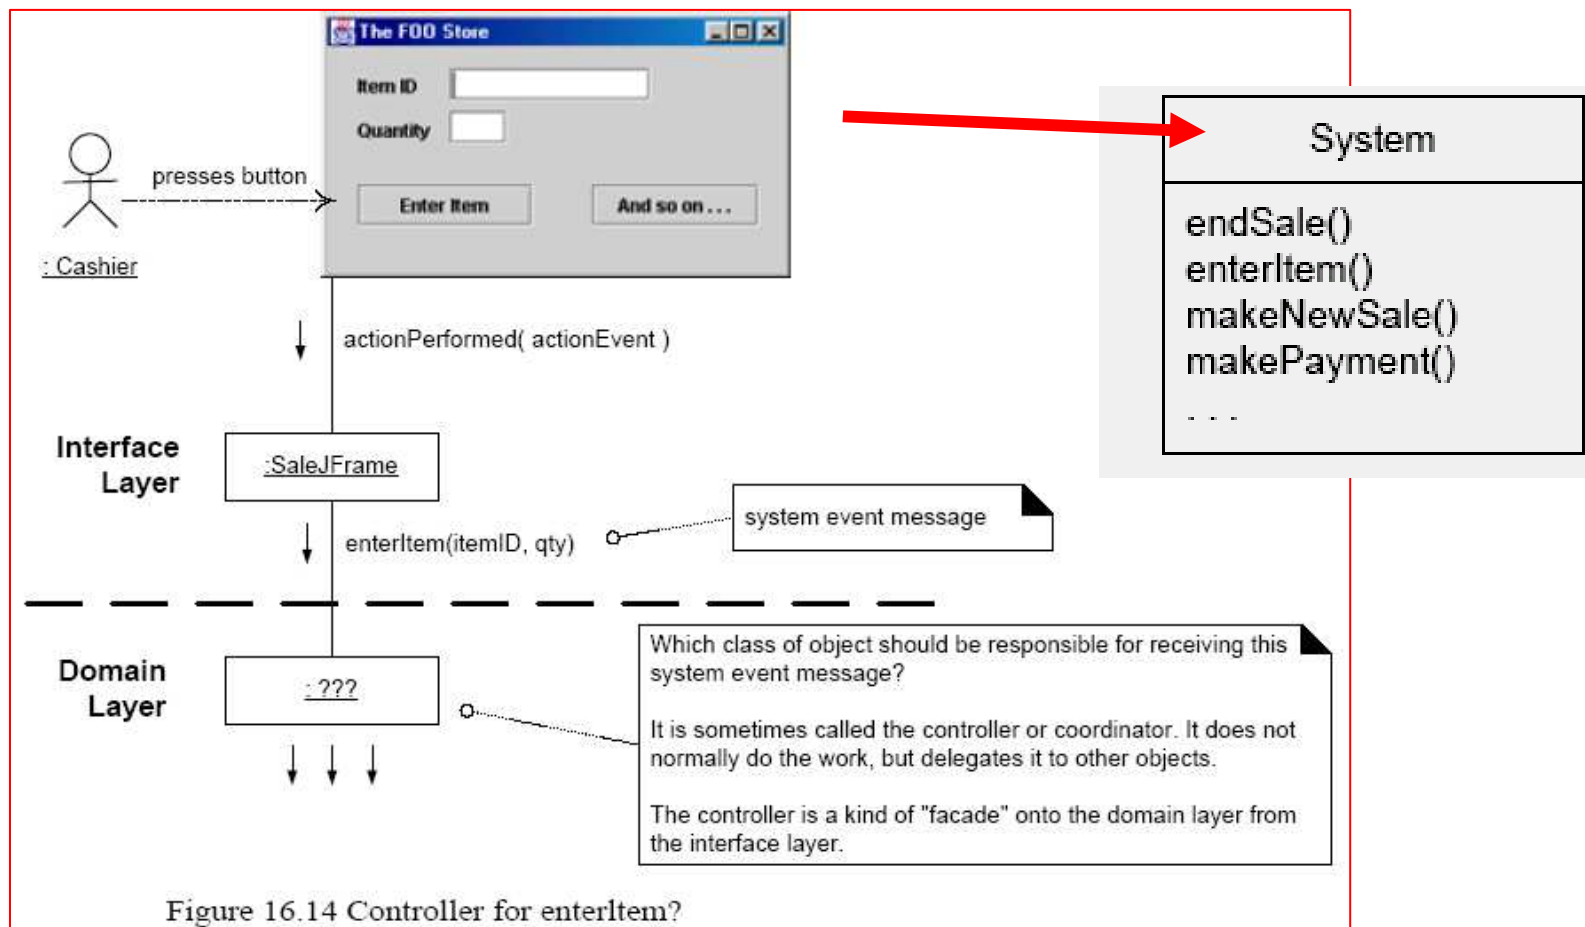 The FOO Store
Item ID
Quantity
Enter Item
And so on . . .
presses button
: Cashier
System
endSale()
enterItem()
makeNewSale()
makePayment()
. . .
actionPerformed( actionEvent )
Interface
Layer
:SaleJFrame
enterItem(itemID, qty)
system event message
Domain
Layer
: ???
Which class of object should be responsible for receiving this
system event message?
It is sometimes called the controller or coordinator. It does not
normally do the work, but delegates it to other objects.
The controller is a kind of "facade" onto the domain layer from
the interface layer.
Figure 16.14 Controller for enterItem?